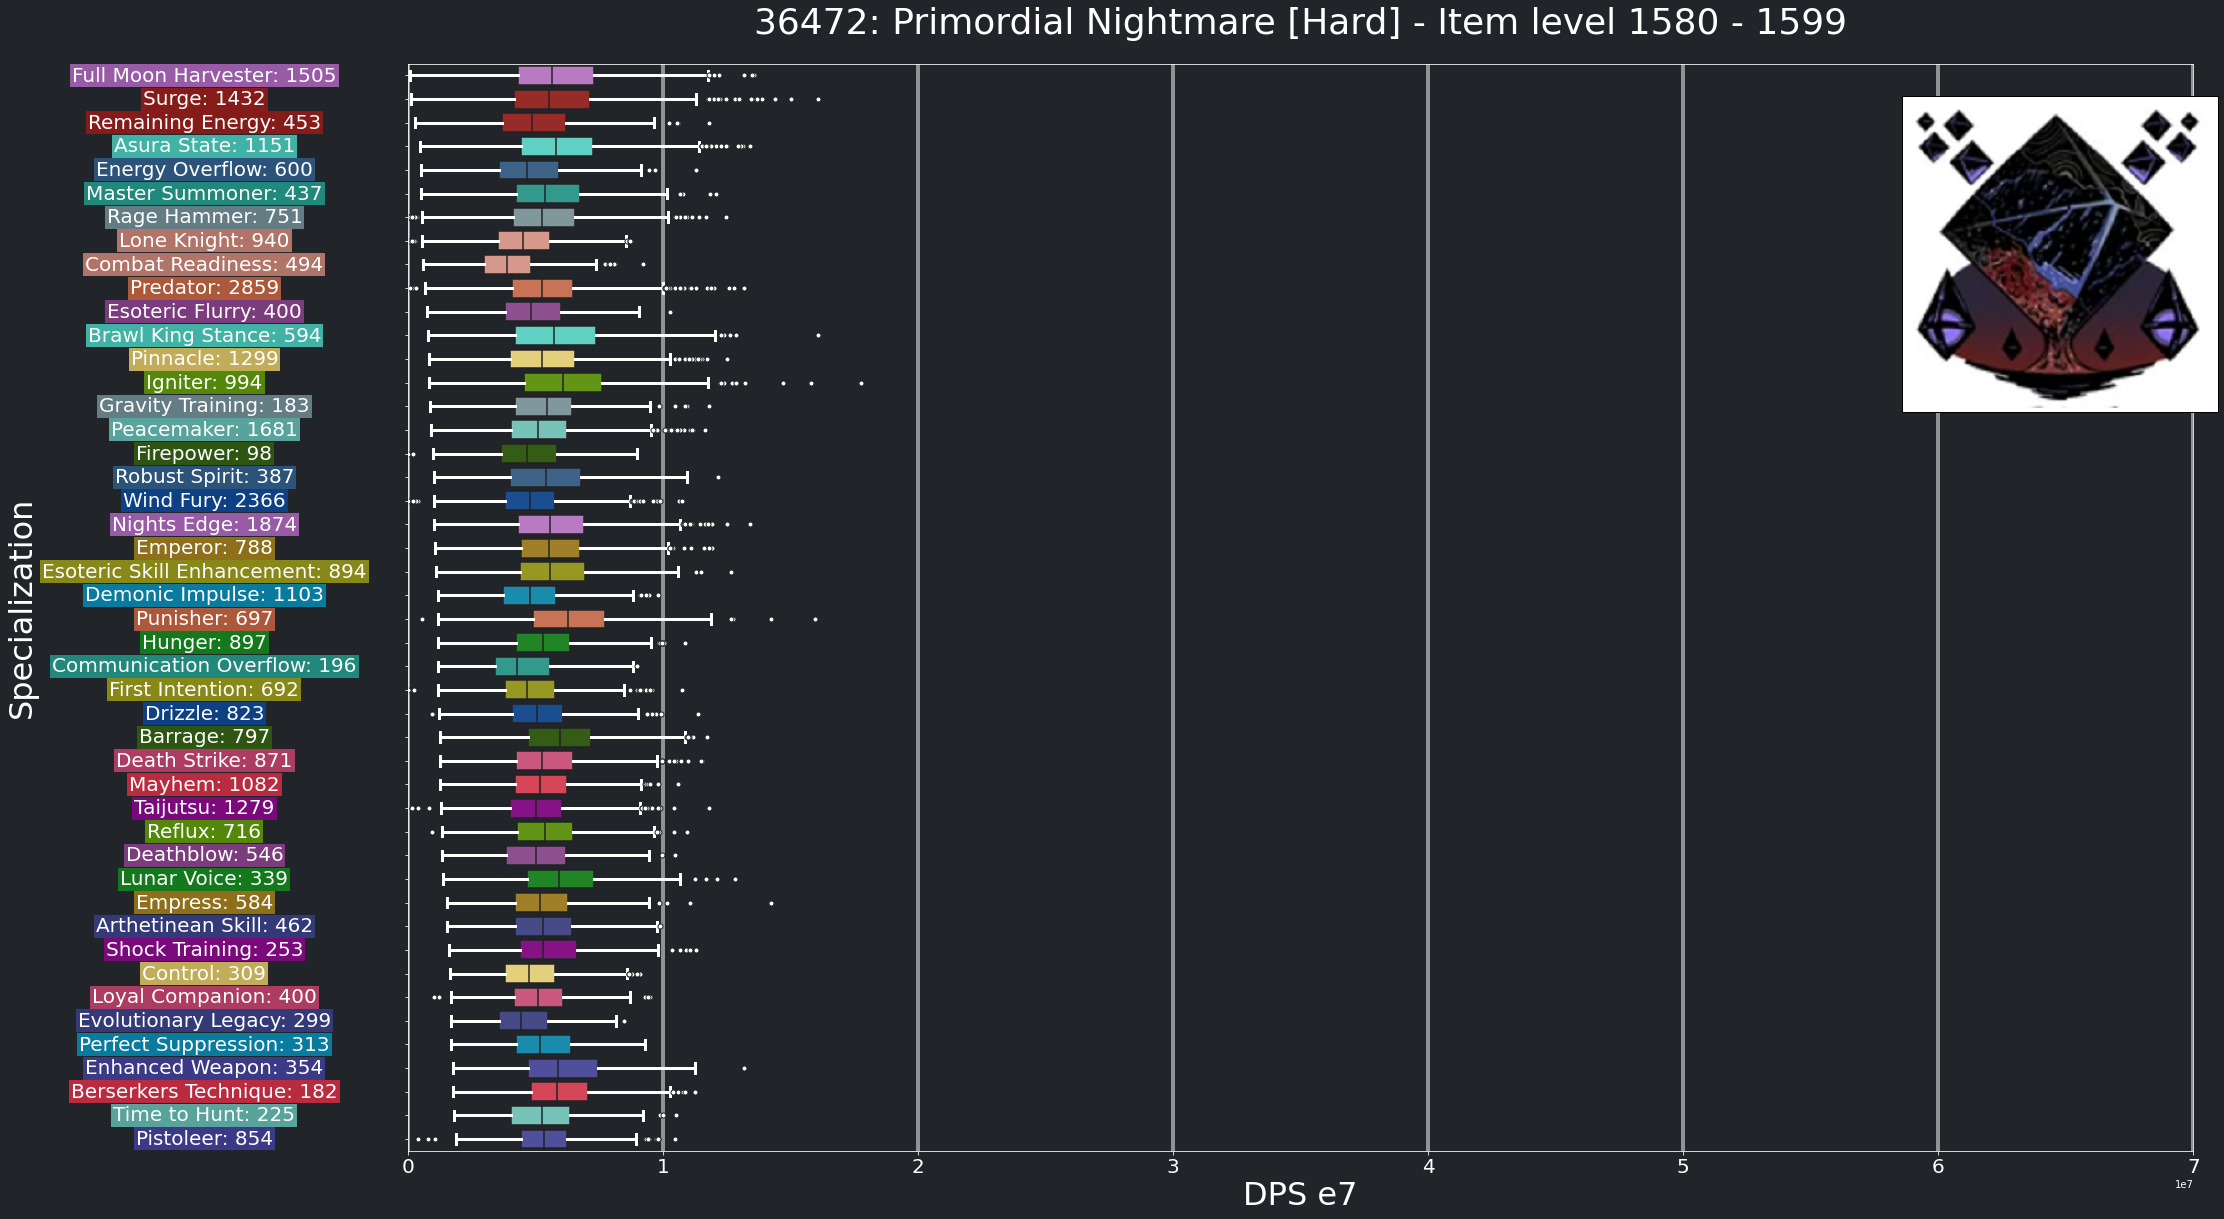 36472: Primordial Nightmare [Hard] - Item level 1580 - 1599
Full Moon Harvester: 1505
Surge: 1432
Remaining Energy: 453
Asura State: 1151
Energy Overflow: 600
Master Summoner: 437
Rage Hammer: 751
Lone Knight: 940
Combat Readiness: 494
Predator: 2859
Esoteric Flurry: 400
Brawl King Stance: 594
Pinnacle: 1299
Igniter: 994
Gravity Training: 183
Peacemaker: 1681
Firepower: 98
Robust Spirit: 387
Wind Fury: 2366
Nights Edge: 1874
Emperor: 788
Esoteric Skill Enhancement: 894
Demonic Impulse: 1103
Punisher: 697
Hunger: 897
Communication Overflow: 196
First Intention: 692
Drizzle: 823
Barrage: 797
Death Strike: 871
Mayhem: 1082
Taijutsu: 1279
Reflux: 716
Deathblow: 546
Lunar Voice: 339
Empress: 584
Arthetinean Skill: 462
Shock Training: 253
Control: 309
Loyal Companion: 400
Evolutionary Legacy: 299
Perfect Suppression: 313
Enhanced Weapon: 354
Berserkers Technique: 182
Time to Hunt: 225
Pistoleer: 854
Specialization
0 1 2 3 4 5 6 7
1e7
DPS e7